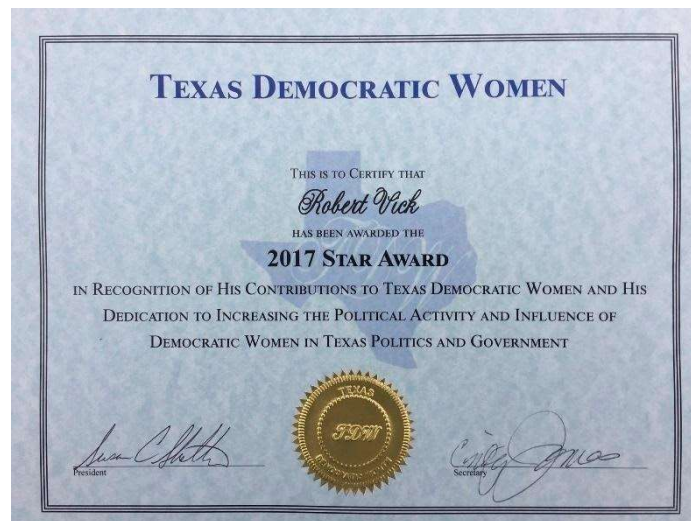 TEXAS DEMOCRATIC WOMEN
THIS IS TO CERTIFY THAT
Robert Vick
HAS BEEN AWARDED THE
2017 STAR AWARD
IN RECOGNITION OF HIS CONTRIBUTIONS TO TEXAS DEMOCRATIC WOMEN AND HIS
DEDICATION TO INCREASING THE POLITICAL ACTIVITY AND INFLUENCE OF
DEMOCRATIC WOMEN IN TEXAS POLITICS AND GOVERNMENT
TEXAS
TDW
Susan C
President
Cindy
Secretary